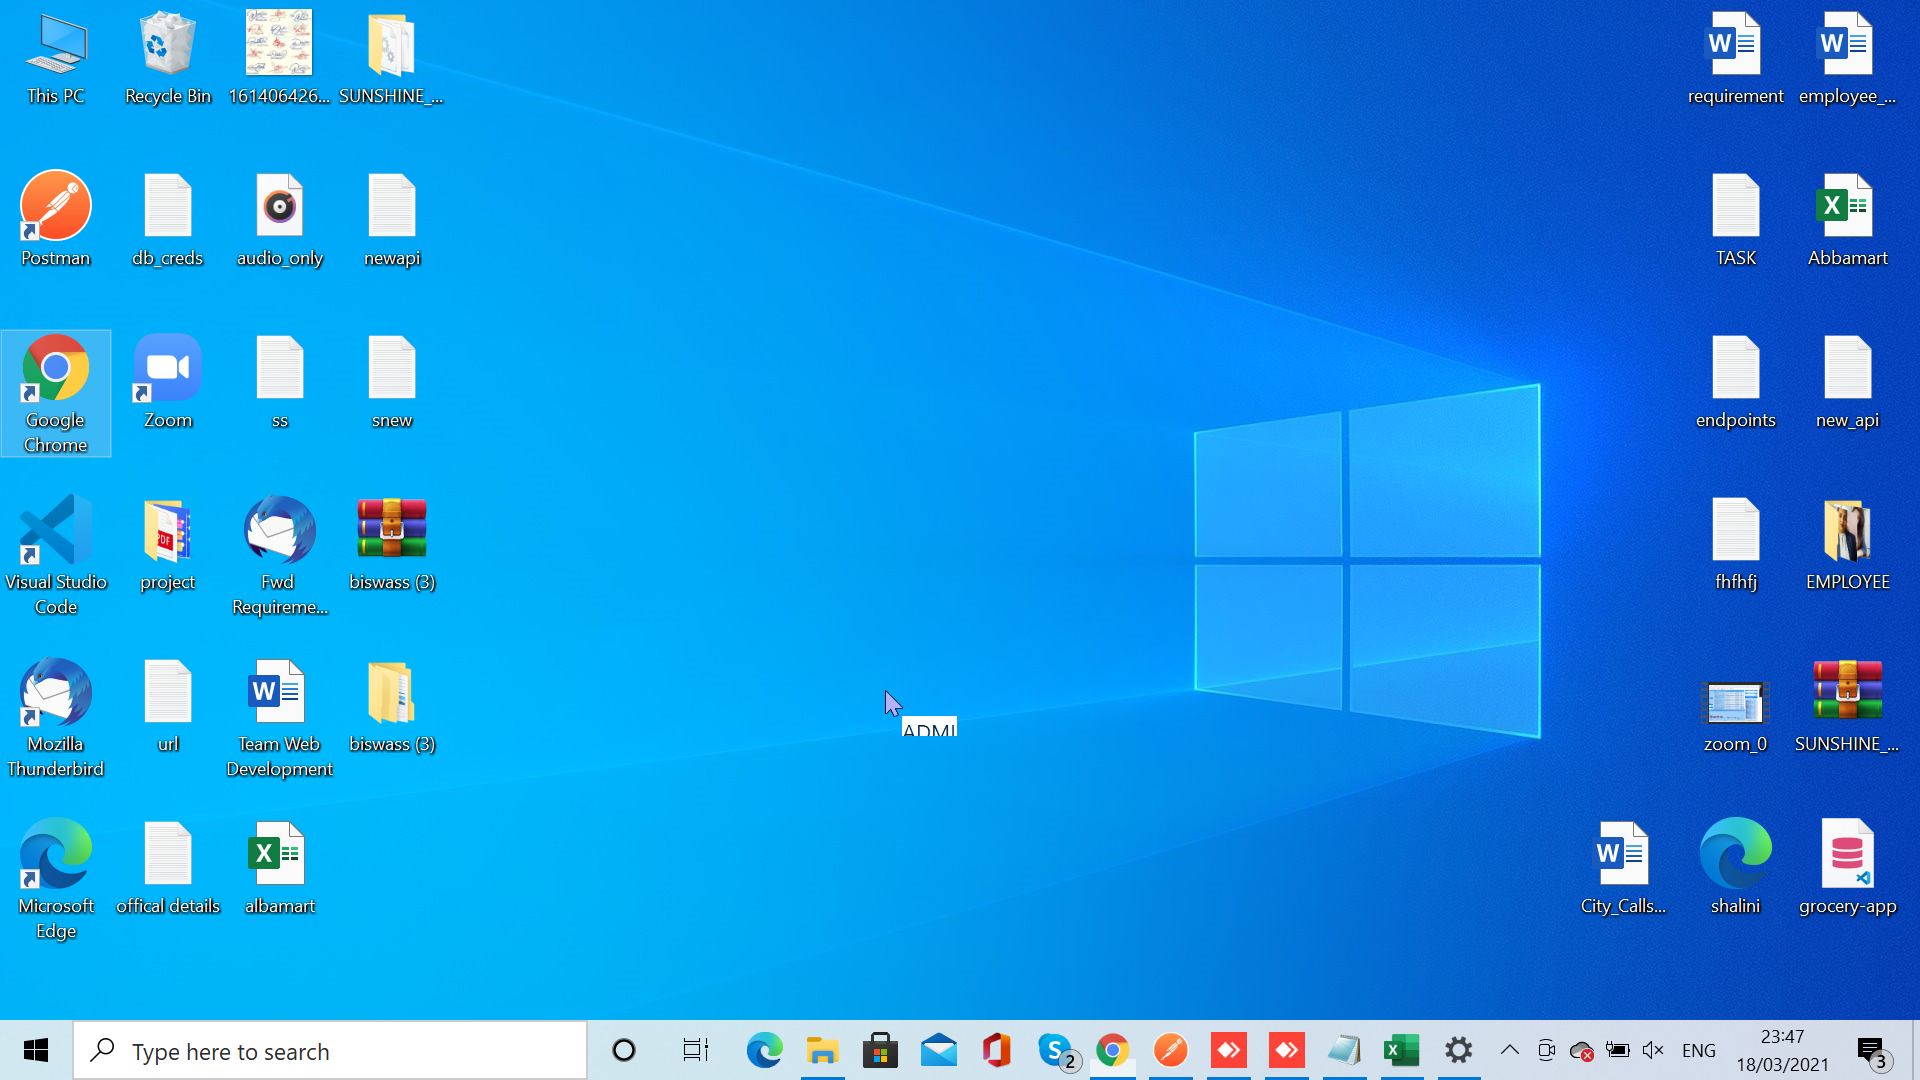 This PC
Recycle Bin
161406426...
SUNSHINE_...
requirement
employee_...
Postman
db_creds
audio_only
newapi
TASK
Abbamart
Google
Chrome
Zoom
ss
snew
endpoints
new_api
Visual Studio
Code
project
PDF
Fwd
Requireme...
biswass (3)
fhfhfj
EMPLOYEE
Mozilla
Thunderbird
url
Team Web
Development
biswass (3)
ADMI
zoom_0
SUNSHINE_...
Microsoft
Edge
offical details
albamart
City_Calls...
shalini
grocery-app
Type here to search
2
ENG
23:47
18/03/2021
3